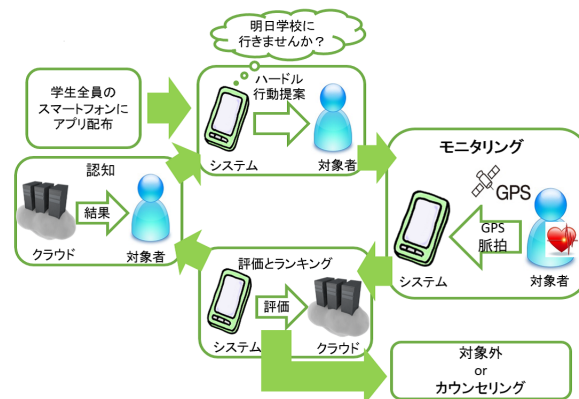 明日学校に
行きませんか？
学生全員の
スマートフォンに
アプリ配布
ハードル
行動提案
システム
対象者
モニタリング
GPS
GPS
脈拍
システム
対象者
認知
結果
クラウド
対象者
評価とランキング
評価
システム
クラウド
対象外
or
カウンセリング